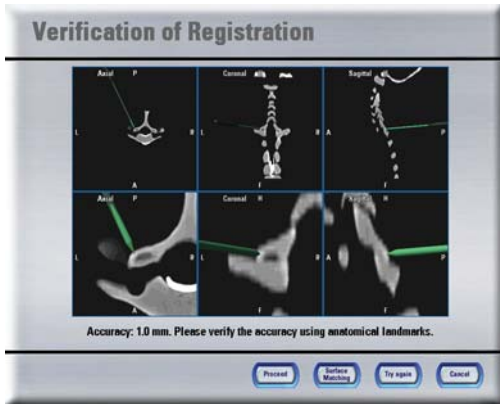 Verification of Registration
Axial P
Coronal
Sagittal
L R L R A P
A F F
Axial P
Coronal H
Sagittal H
L R L R A P
A F F
Accuracy: 1.0 mm. Please verify the accuracy using anatomical landmarks.
Proceed
Surface
Matching
Try again
Cancel